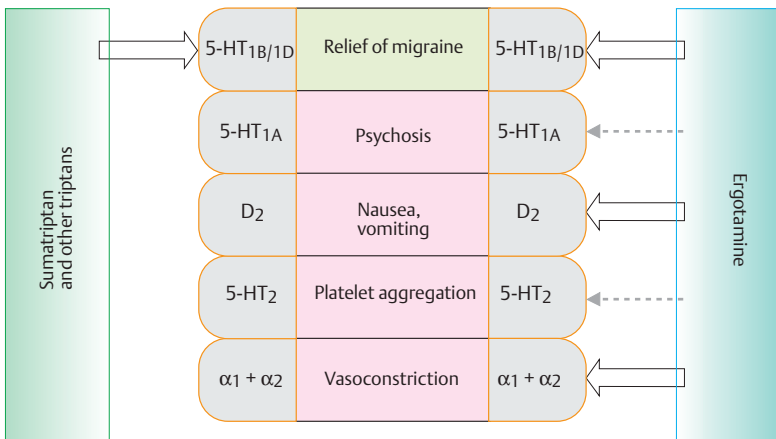 Sumatriptan
and other triptans
5-HT1B/1D
Relief of migraine
5-HT1B/1D
5-HT1A
Psychosis
5-HT1A
D2
Nausea,
vomiting
D2
5-HT2
Platelet aggregation
5-HT2
α1 + α2
Vasoconstriction
α1 + α2
Ergotamine